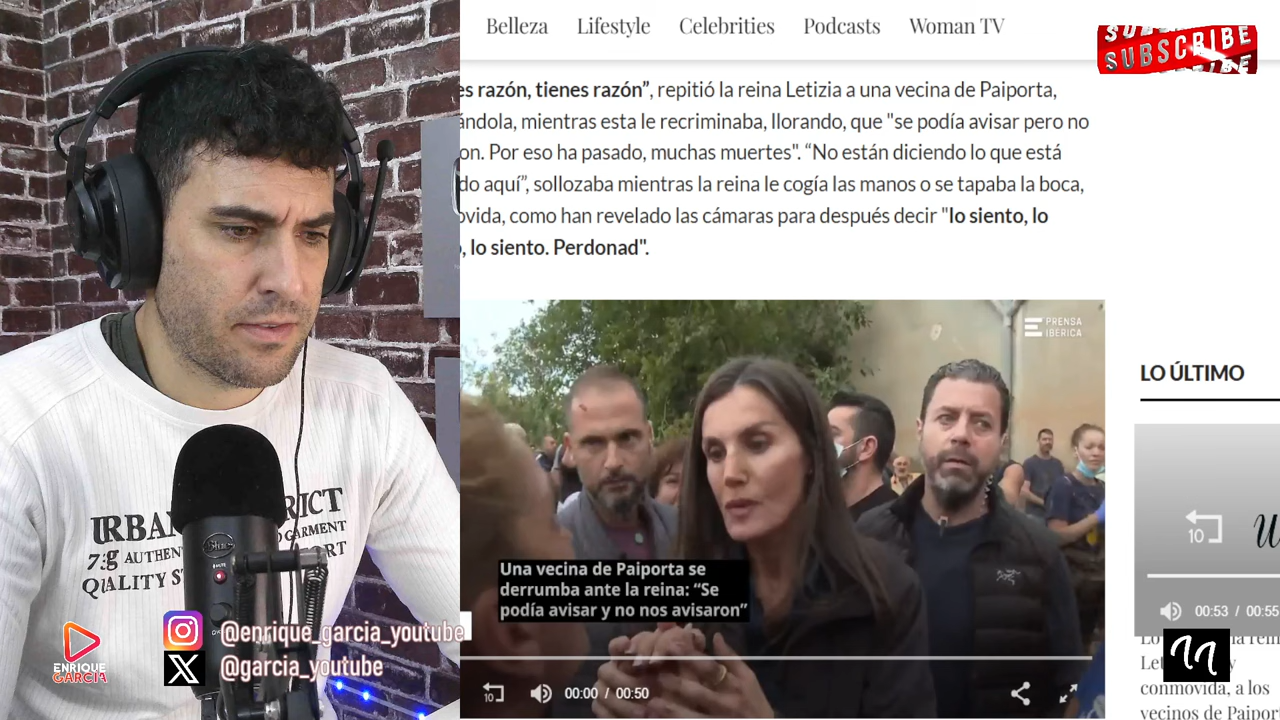 Belleza Lifestyle Celebrities Podcasts Woman TV
SUBSCRIBE
es razón, tienes razón”, repitió la reina Letizia a una vecina de Paiporta,
ándola, mientras esta le recriminaba, llorando, que "se podía avisar pero no
on. Por eso ha pasado, muchas muertes". “No están diciendo lo que está
do aquí”, sollozaba mientras la reina le cogía las manos o se tapaba la boca,
ovida, como han revelado las cámaras para después decir "lo siento, lo
, lo siento. Perdonad".
PRENSA
IBERICA
LO ÚLTIMO
Una vecina de Paiporta se
derrumba ante la reina: “Se
podía avisar y no nos avisaron”
10 00:00 / 00:50
10
00:53 / 00:55
conmovida, a los
vecinos de Paiport
URBAN DISTRICT
QUALITY
@enrique_garcia_youtube
@garcia_youtube
ENRIQUE
GARCIA